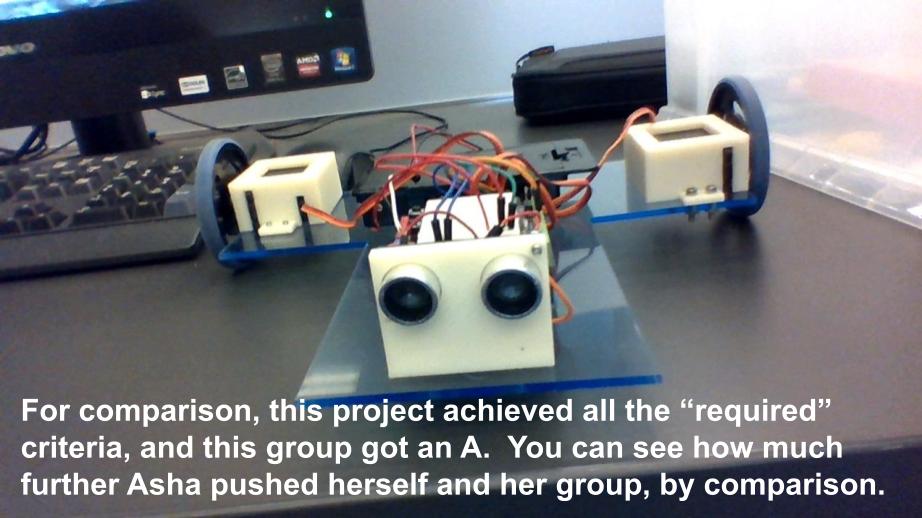 AMD
For comparison, this project achieved all the “required”
criteria, and this group got an A.  You can see how much
further Asha pushed herself and her group, by comparison.